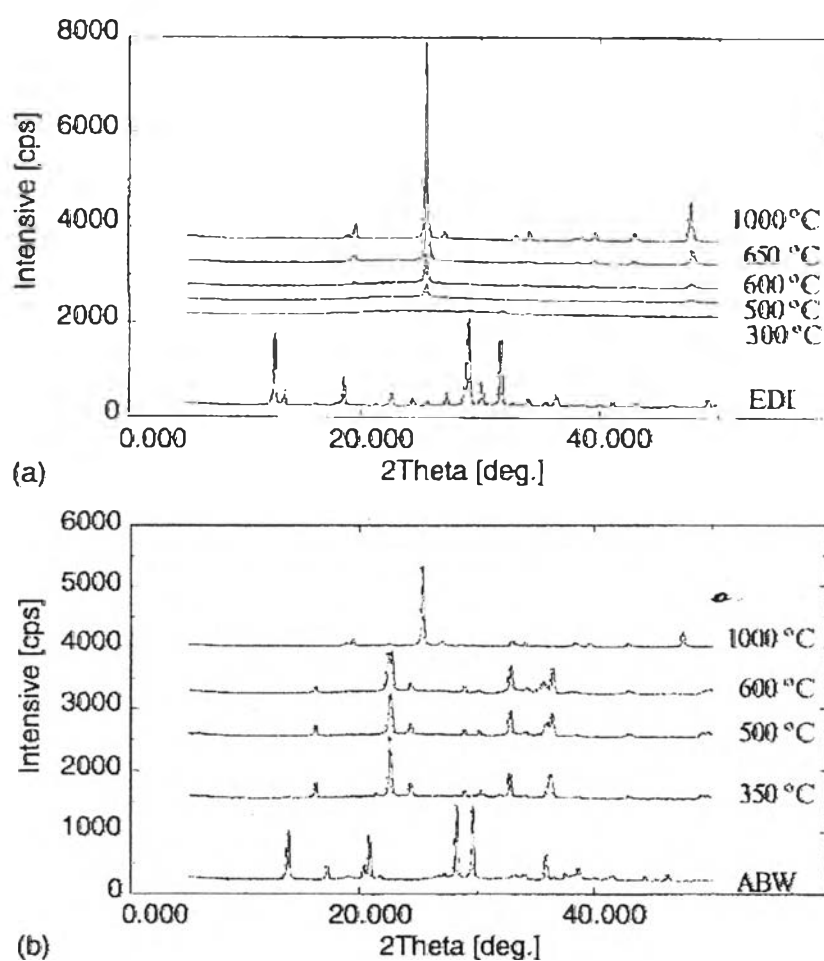 8000
6000
4000
2000
0
Intensive [cps]
1000 °C
650 °C
600 °C
500 °C
300 °C
EDI
0.000
20.000
40.000
2Theta [deg.]
(a)
6000
5000
4000
3000
2000
1000
0
Intensive [cps]
1000 °C
600 °C
500 °C
350 °C
ABW
0.000
20.000
40.000
2Theta [deg.]
(b)